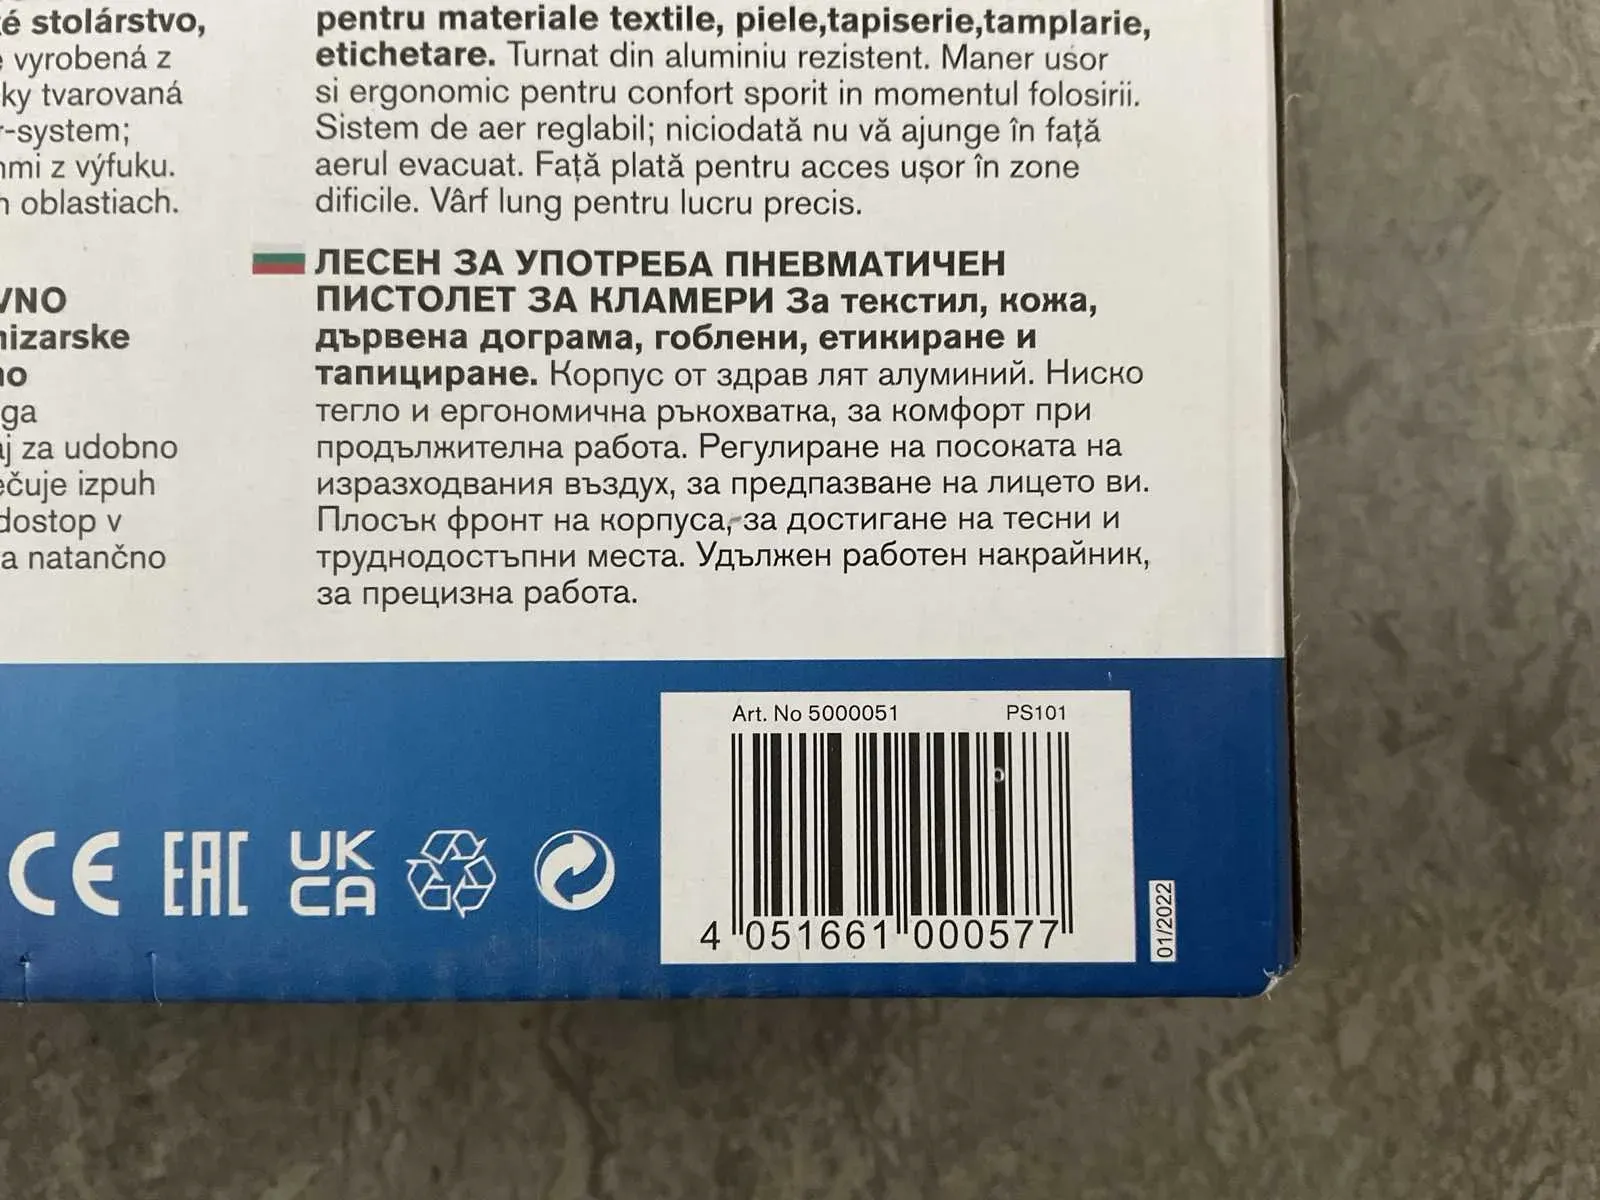 é stolárstvo,
vyrobená z
ky tvarovaná
-system;
mi z výfuku.
oblastiach.
VNO
nizarske
no
ga
aj za udobno
ečuje izpuh
dostop v
a natančno
pentru materiale textile, piele,tapiserie,tamplarie,
etichetare. Turnat din aluminiu rezistent. Maner usor
si ergonomic pentru confort sporit in momentul folosirii.
Sistem de aer reglabil; niciodată nu vă ajunge în față
aerul evacuat. Față plată pentru acces ușor în zone
dificile. Vârf lung pentru lucru precis.
ЛЕСЕН ЗА УПОТРЕБА ПНЕВМАТИЧЕН
ПИСТОЛЕТ ЗА КЛАМЕРИ За текстил, кожа,
дървена дограма, гоблени, етикиране и
тапициране. Корпус от здрав лят алуминий. Ниско
тегло и ергономична ръкохватка, за комфорт при
продължителна работа. Регулиране на посоката на
изразходвания въздух, за предпазване на лицето ви.
Плосък фронт на корпуса, за достигане на тесни и
труднодостъпни места. Удължен работен накрайник,
за прецизна работа.
CE EAC UK
CA
Art. No 5000051 PS101
4 051661 000577
01/2022